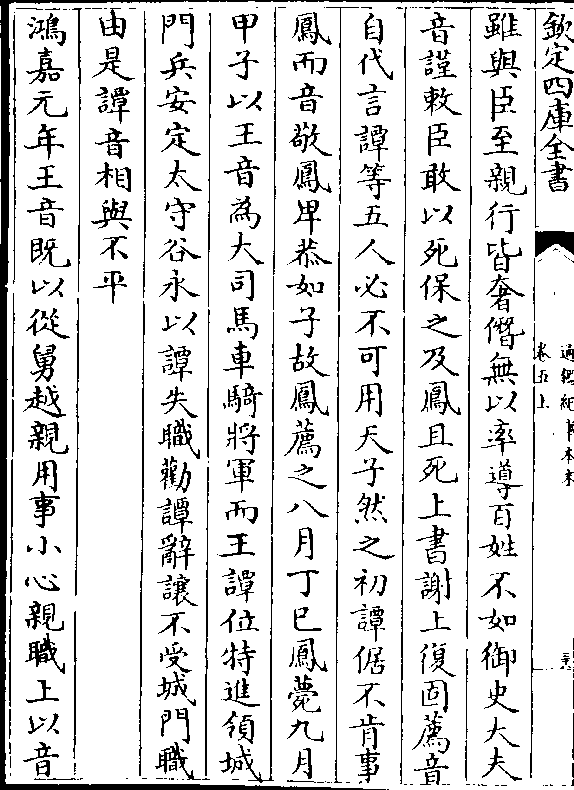 欽定四庫全書
通鑑紀事本末
卷五上
雖與臣至親行皆奢僭無以率導百姓不如御史大夫
音謹敕臣敢以死保之及鳳且死上書謝上復固薦音
自代言譚等五人必不可用天子然之初譚倨不肯事
鳳而音敬鳳卑恭如子故鳳薦之八月丁巳鳳薨九月
甲子以王音為大司馬車騎將軍而王譚位特進領城
門兵安定太守谷永以譚失職勸譚辭讓不受城門職
由是譚音相與不平
鴻嘉元年王音既以從舅越親用事小心親職上以音